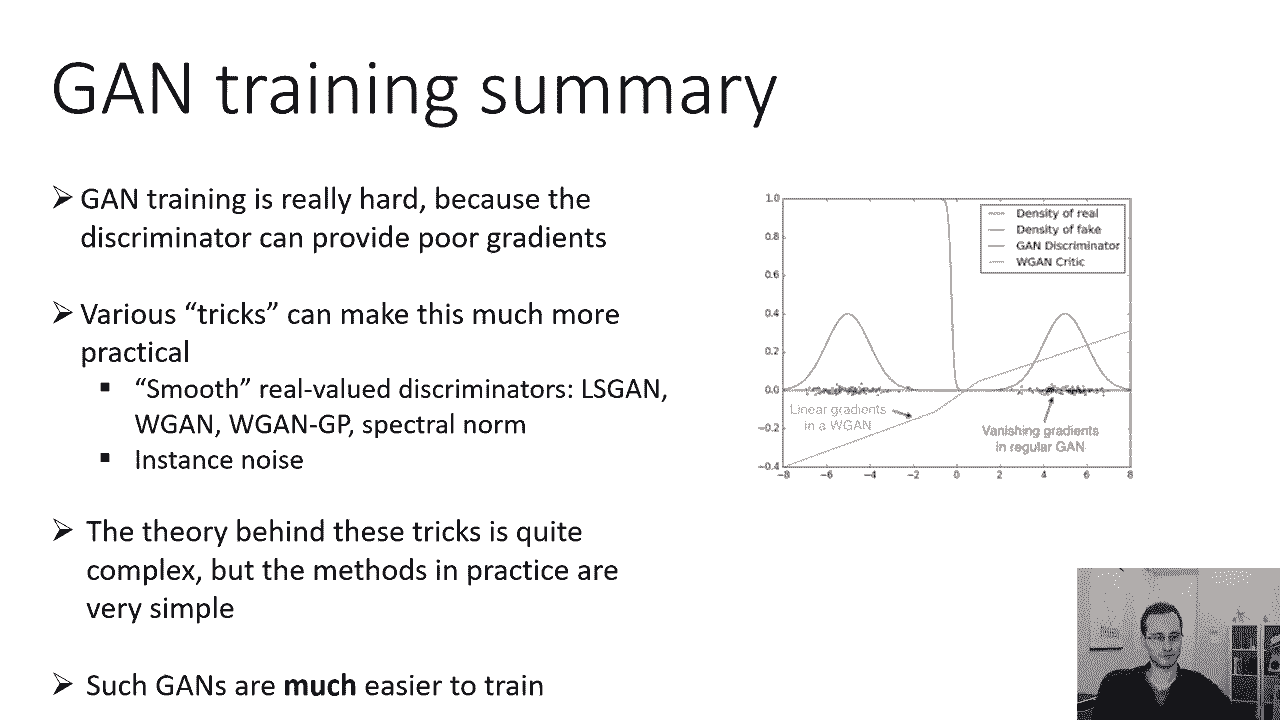 GAN training summary
➢ GAN training is really hard, because the
discriminator can provide poor gradients
➢ Various “tricks” can make this much more
practical
▪ “Smooth” real-valued discriminators: LSGAN,
WGAN, WGAN-GP, spectral norm
▪ Instance noise
➢ The theory behind these tricks is quite
complex, but the methods in practice are
very simple
➢ Such GANs are much easier to train
1.0
0.8
0.6
0.4
0.2
0.0
−0.2
−0.4
−8 −6 −4 −2 0 2 4 6 8
Density of real
Density of fake
GAN Discriminator
WGAN Critic
Linear gradients
in a WGAN
Vanishing gradients
in regular GAN